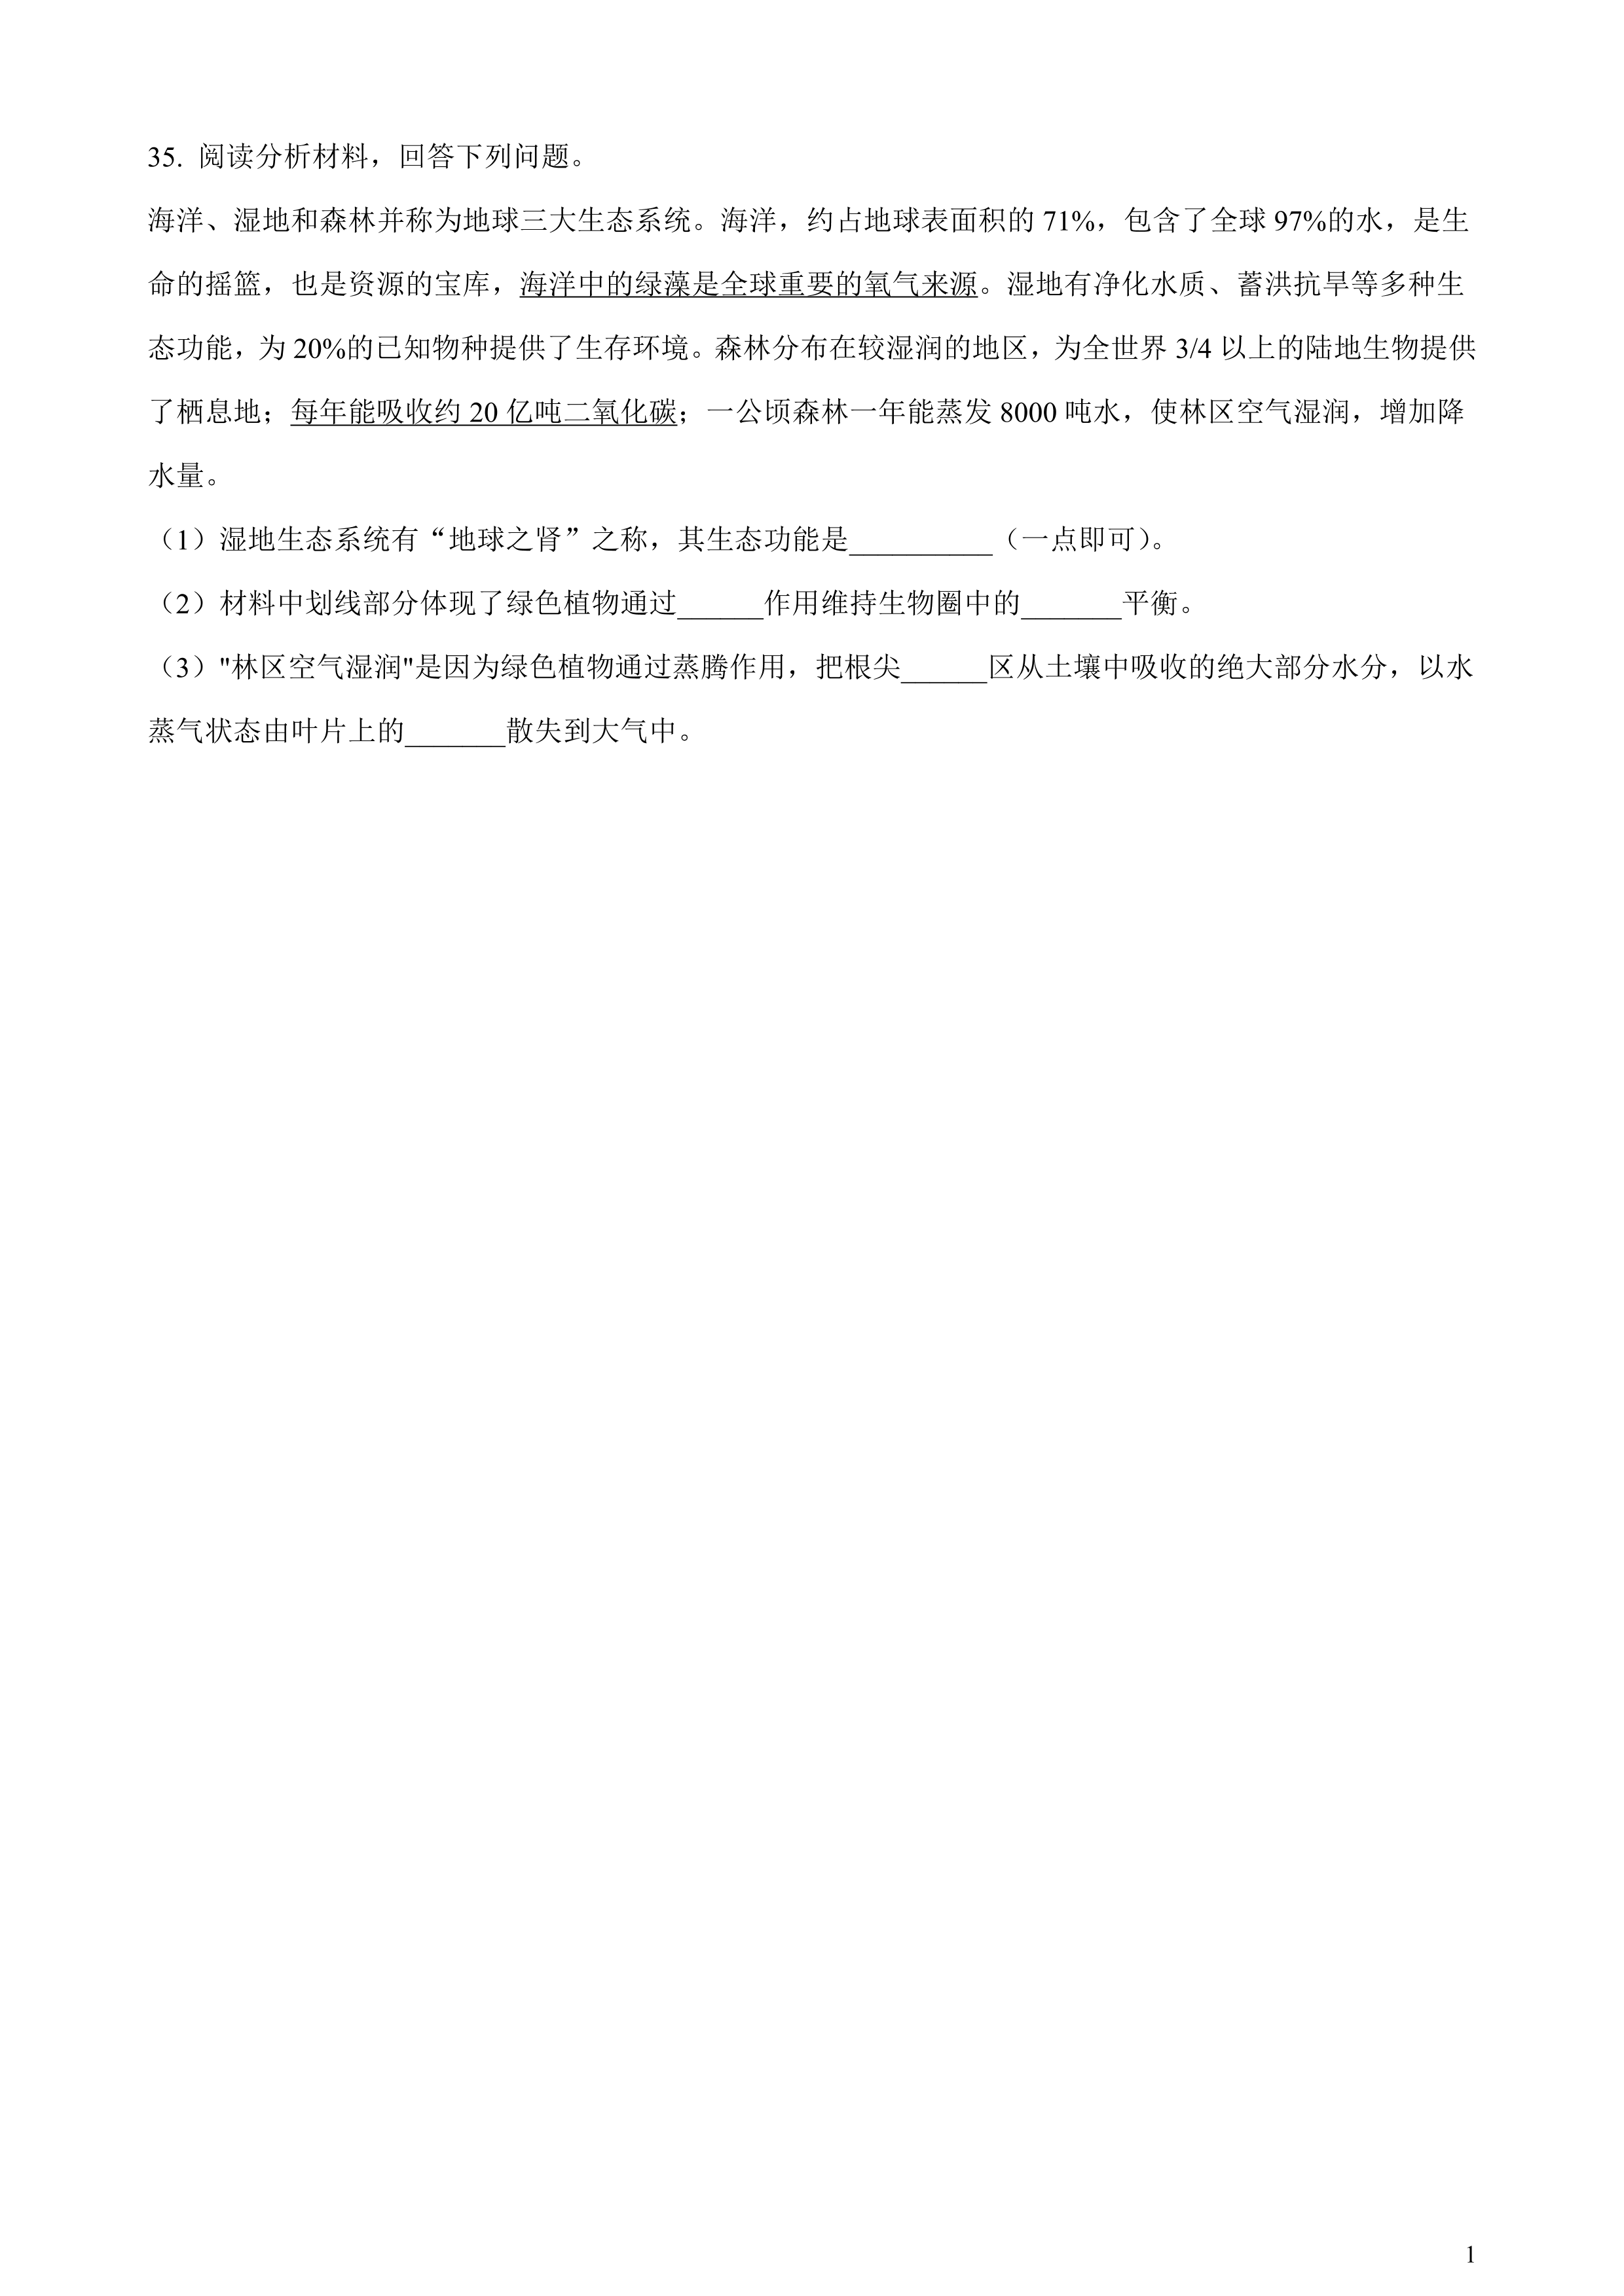 35. 阅读分析材料，回答下列问题。
海洋、湿地和森林并称为地球三大生态系统。海洋，约占地球表面积的 71%，包含了全球 97%的水，是生
命的摇篮，也是资源的宝库，海洋中的绿藻是全球重要的氧气来源。湿地有净化水质、蓄洪抗旱等多种生
态功能，为 20%的已知物种提供了生存环境。森林分布在较湿润的地区，为全世界 3/4 以上的陆地生物提供
了栖息地；每年能吸收约 20 亿吨二氧化碳；一公顷森林一年能蒸发 8000 吨水，使林区空气湿润，增加降
水量。
（1）湿地生态系统有“地球之肾”之称，其生态功能是__________（一点即可）。
（2）材料中划线部分体现了绿色植物通过______作用维持生物圈中的_______平衡。
（3）"林区空气湿润"是因为绿色植物通过蒸腾作用，把根尖______区从土壤中吸收的绝大部分水分，以水
蒸气状态由叶片上的_______散失到大气中。
1